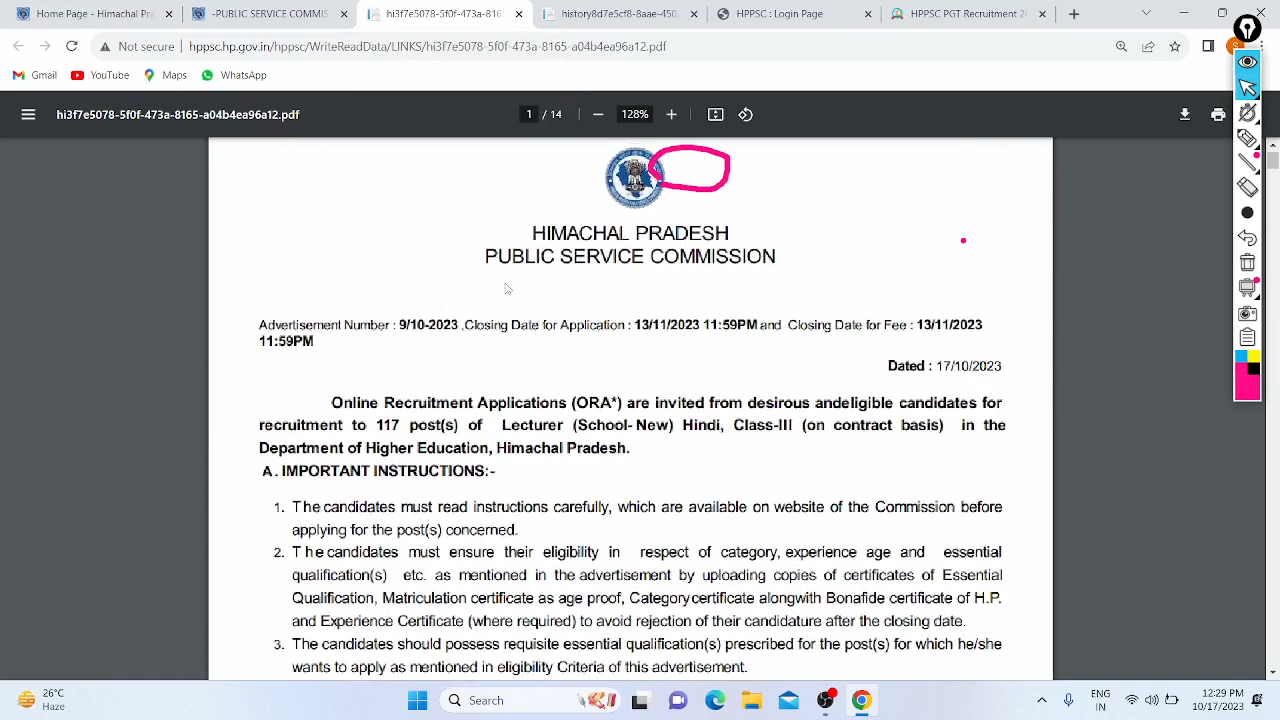 Home Page - Himachal Pra
-PUBLIC SERVICE COMMIS
hi3f7e5078-5f0f-473a-816
history8d7e5cf8-8aae-450
HPPSC : Login Page
HPPSC PGT Recruitment 20
Not secure
hppsc.hp.gov.in/hppsc/WriteReadData/LINKS/hi3f7e5078-5f0f-473a-8165-a04b4ea96a12.pdf
Gmail YouTube Maps WhatsApp
hi3f7e5078-5f0f-473a-8165-a04b4ea96a12.pdf
1 / 14
128%
HIMACHAL PRADESH
PUBLIC SERVICE COMMISSION
Advertisement Number : 9/10-2023 ,Closing Date for Application : 13/11/2023 11:59PM and Closing Date for Fee : 13/11/2023
11:59PM
Dated : 17/10/2023
Online Recruitment Applications (ORA*) are invited from desirous andeligible candidates for
recruitment to 117 post(s) of Lecturer (School- New) Hindi, Class-III (on contract basis) in the
Department of Higher Education, Himachal Pradesh.
A. IMPORTANT INSTRUCTIONS:-
1. The candidates must read instructions carefully, which are available on website of the Commission before
applying for the post(s) concerned.
2. The candidates must ensure their eligibility in respect of category, experience age and essential
qualification(s) etc. as mentioned in the advertisement by uploading copies of certificates of Essential
Qualification, Matriculation certificate as age proof, Category certificate alongwith Bonafide certificate of H.P.
and Experience Certificate (where required) to avoid rejection of their candidature after the closing date.
3. The candidates should possess requisite essential qualification(s) prescribed for the post(s) for which he/she
wants to apply as mentioned in eligibility Criteria of this advertisement.
26°C
Haze
Search
ENG
IN
12:29 PM
10/17/2023